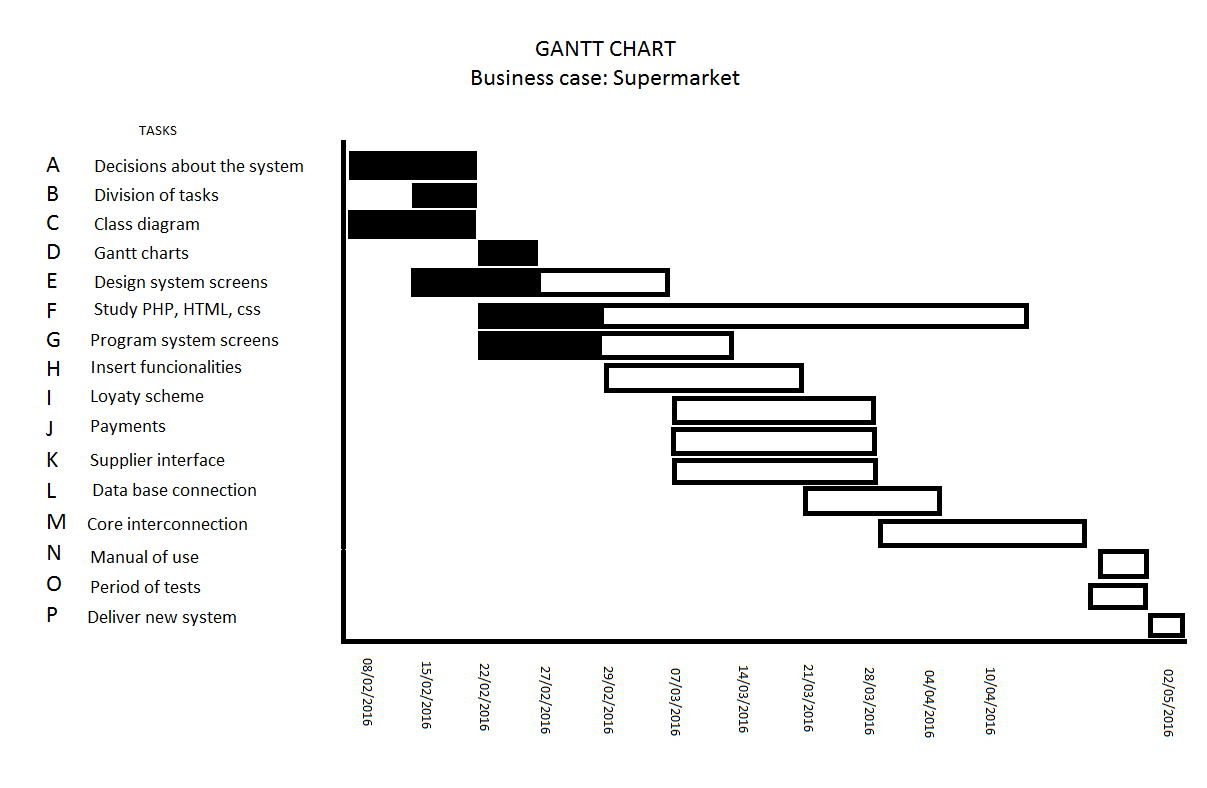 GANTT CHART
Business case: Supermarket
TASKS
A Decisions about the system
B Division of tasks
C Class diagram
D Gantt charts
E Design system screens
F Study PHP, HTML, css
G Program system screens
H Insert funcionalities
I Loyaty scheme
J Payments
K Supplier interface
L Data base connection
M Core interconnection
N Manual of use
O Period of tests
P Deliver new system
08/02/2016 15/02/2016 22/02/2016 27/02/2016 29/02/2016 07/03/2016 14/03/2016 21/03/2016 28/03/2016 04/04/2016 10/04/2016 02/05/2016